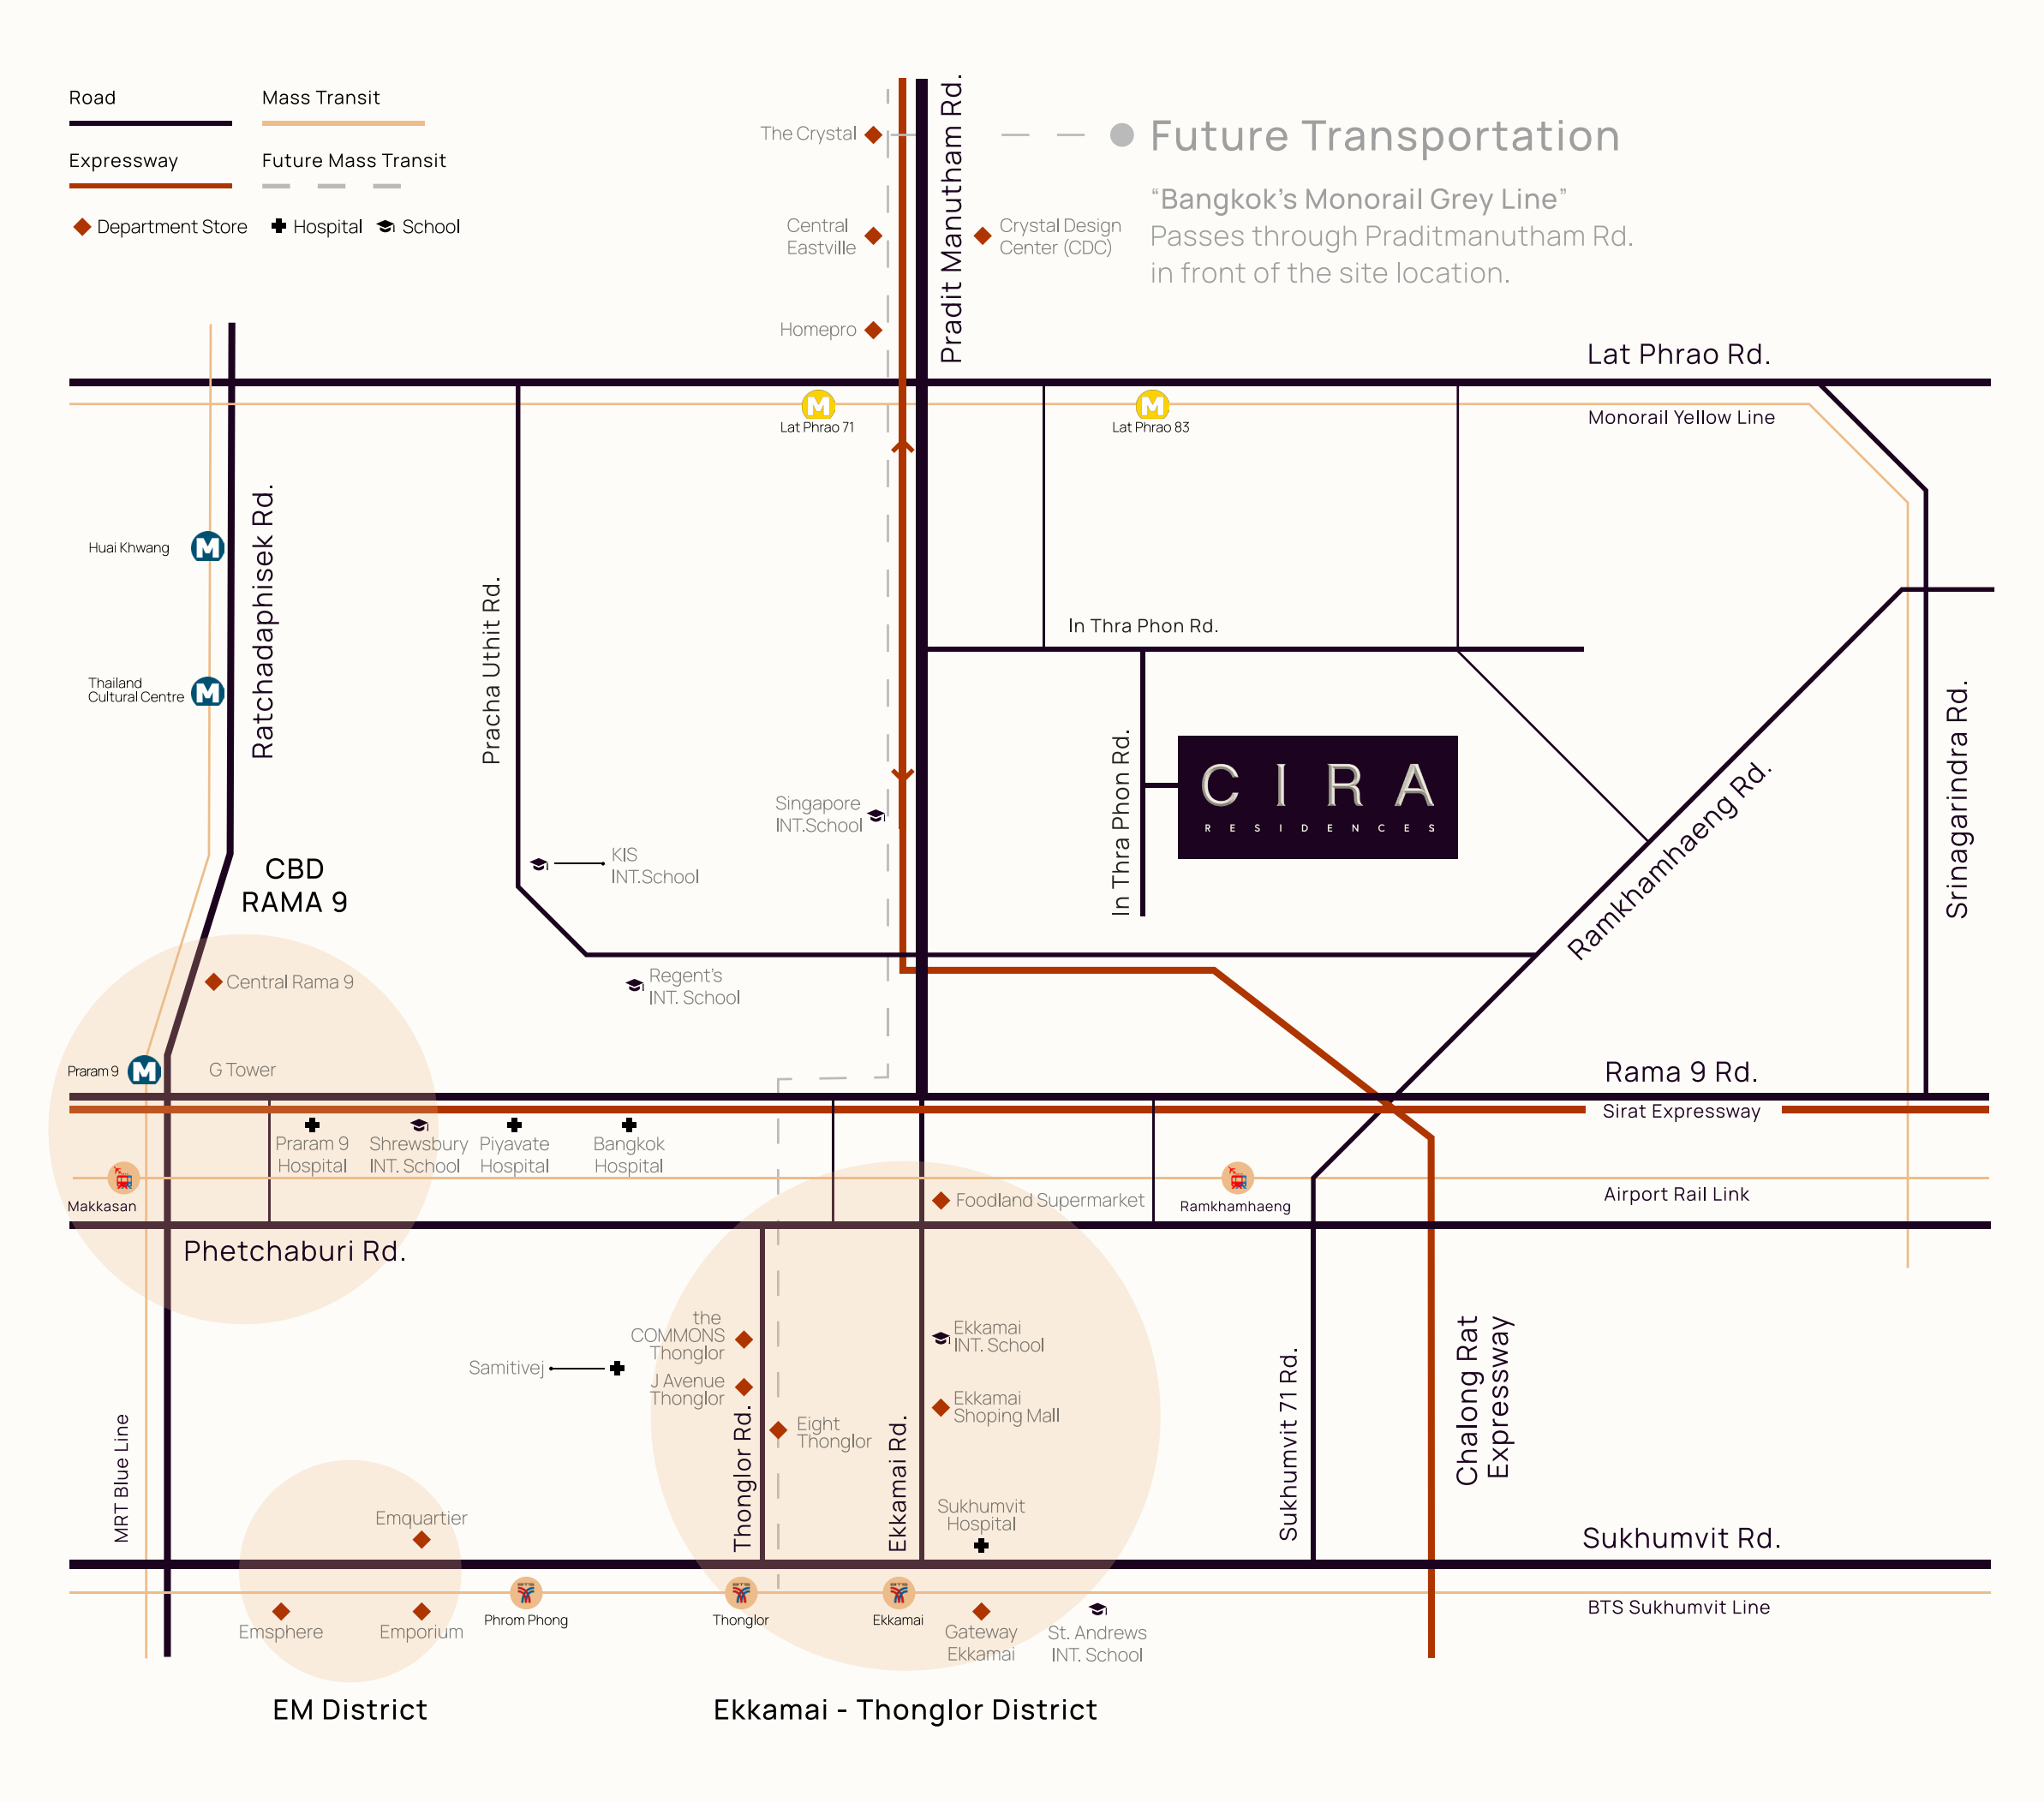 Road
Mass Transit
Expressway
Future Mass Transit
Department Store
Hospital
School
The Crystal
Central
Eastville
Homepro
Pradit Manutham Rd.
Crystal Design
Center (CDC)
Future Transportation
“Bangkok's Monorail Grey Line”
Passes through Praditmanutham Rd.
in front of the site location.
Lat Phrao Rd.
Monorail Yellow Line
Lat Phrao 71
Lat Phrao 83
Huai Khwang
Thailand
Cultural Centre
Ratchadaphisek Rd.
Pracha Uthit Rd.
In Thra Phon Rd.
In Thra Phon Rd.
CIRA
RESIDENCES
Ramkhamhaeng Rd.
Srinagarindra Rd.
Singapore
INT.School
KIS
INT.School
CBD
RAMA 9
Central Rama 9
Regent's
INT. School
Praram 9
G Tower
Rama 9 Rd.
Sirat Expressway
Praram 9
Hospital
Shrewsbury
INT. School
Piyavate
Hospital
Bangkok
Hospital
Makkasan
Foodland Supermarket
Ramkhamhaeng
Airport Rail Link
Phetchaburi Rd.
the
COMMONS
Thonglor
Samitivej
J Avenue
Thonglor
Eight
Thonglor
Thonglor Rd.
Ekkamai Rd.
Ekkamai
INT. School
Ekkamai
Shoping Mall
Sukhumvit
Hospital
Sukhumvit 71 Rd.
Chalong Rat
Expressway
MRT Blue Line
Emquartier
Sukhumvit Rd.
BTS Sukhumvit Line
Emsphere
Emporium
Phrom Phong
Thonglor
Ekkamai
Gateway
Ekkamai
St. Andrews
INT. School
EM District
Ekkamai - Thonglor District